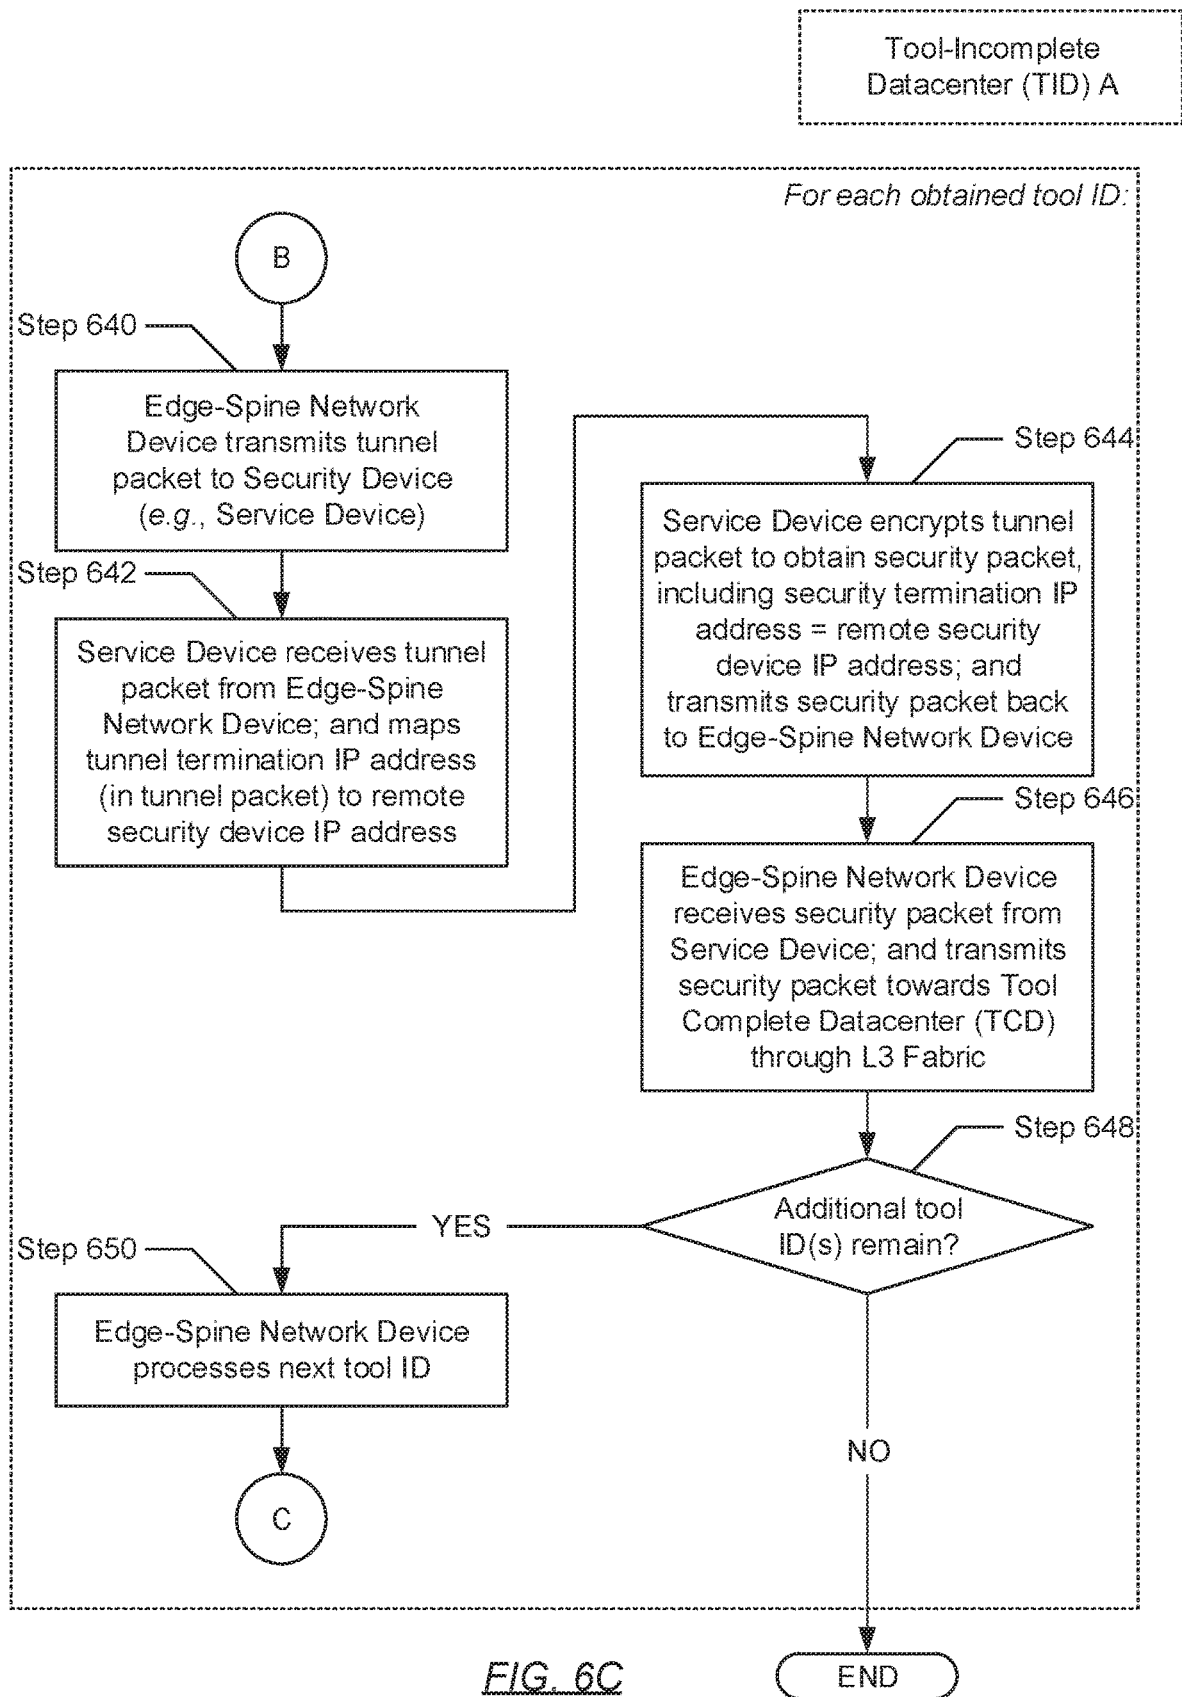 Tool-Incomplete
Datacenter (TID) A
For each obtained tool ID:
B
Step 640
Edge-Spine Network
Device transmits tunnel
packet to Security Device
(e.g., Service Device)
Step 642
Service Device receives tunnel
packet from Edge-Spine
Network Device; and maps
tunnel termination IP address
(in tunnel packet) to remote
security device IP address
Step 644
Service Device encrypts tunnel
packet to obtain security packet,
including security termination IP
address = remote security
device IP address; and
transmits security packet back
to Edge-Spine Network Device
Step 646
Edge-Spine Network Device
receives security packet from
Service Device; and transmits
security packet towards Tool
Complete Datacenter (TCD)
through L3 Fabric
Step 648
Additional tool
ID(s) remain?
YES
Step 650
Edge-Spine Network Device
processes next tool ID
C
NO
END
FIG. 6C